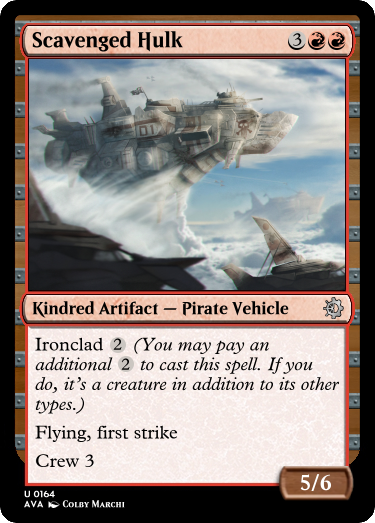 Scavenged Hulk 3
Kindred Artifact — Pirate Vehicle
Ironclad 2 (You may pay an
additional 2 to cast this spell. If you
do, it's a creature in addition to its other
types.)
Flying, first strike
Crew 3
5/6
U 0164
AVA Colby Marchi